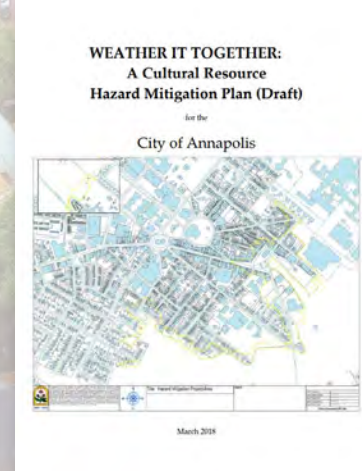 WEATHER IT TOGETHER:
A Cultural Resource
Hazard Mitigation Plan (Draft)
for the
City of Annapolis
March 2018